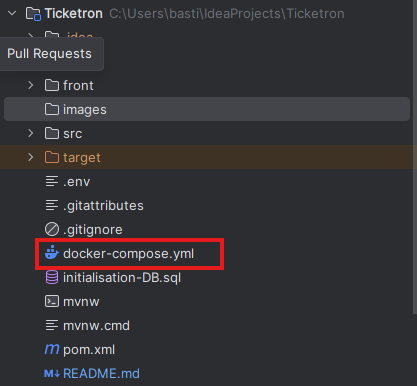 Ticketron C:\Users\basti\IdeaProjects\Ticketron
.idea
Pull Requests
front
images
src
target
.env
.gitattributes
.gitignore
docker-compose.yml
initialisation-DB.sql
mvnw
mvnw.cmd
m pom.xml
M↓ README.md